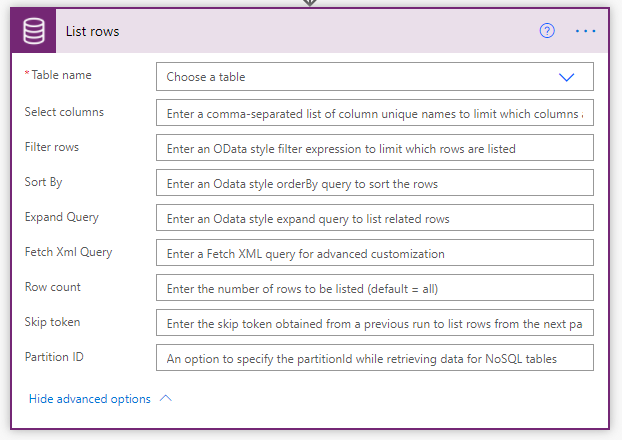 List rows
* Table name Choose a table
Select columns Enter a comma-separated list of column unique names to limit which columns
Filter rows Enter an OData style filter expression to limit which rows are listed
Sort By Enter an Odata style orderBy query to sort the rows
Expand Query Enter an Odata style expand query to list related rows
Fetch Xml Query Enter a Fetch XML query for advanced customization
Row count Enter the number of rows to be listed (default = all)
Skip token Enter the skip token obtained from a previous run to list rows from the next pa
Partition ID An option to specify the partitionId while retrieving data for NoSQL tables
Hide advanced options